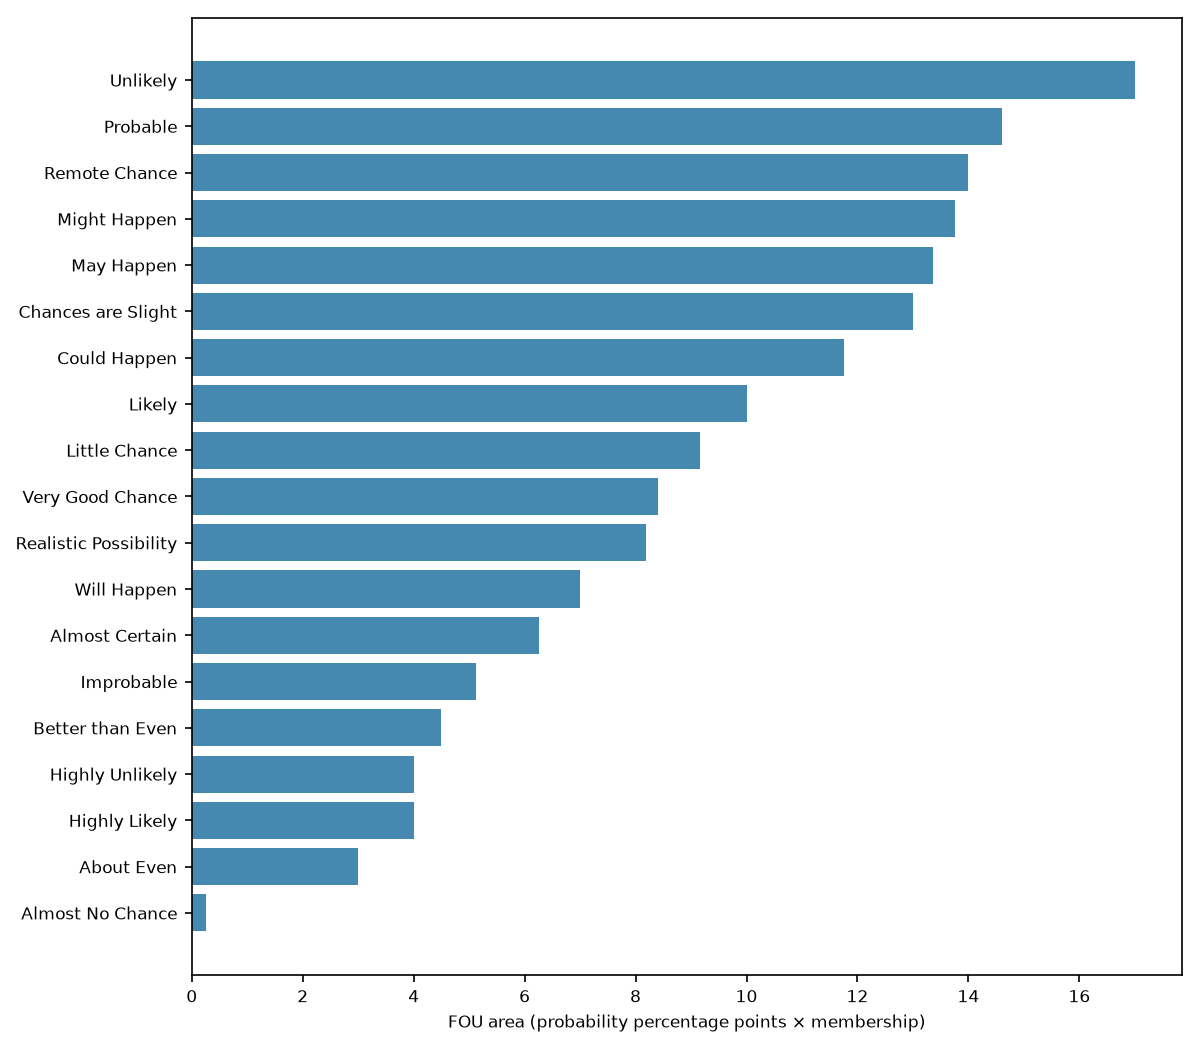 Unlikely
Probable
Remote Chance
Might Happen
May Happen
Chances are Slight
Could Happen
Likely
Little Chance
Very Good Chance
Realistic Possibility
Will Happen
Almost Certain
Improbable
Better than Even
Highly Unlikely
Highly Likely
About Even
Almost No Chance
0 2 4 6 8 10 12 14 16
FOU area (probability percentage points × membership)